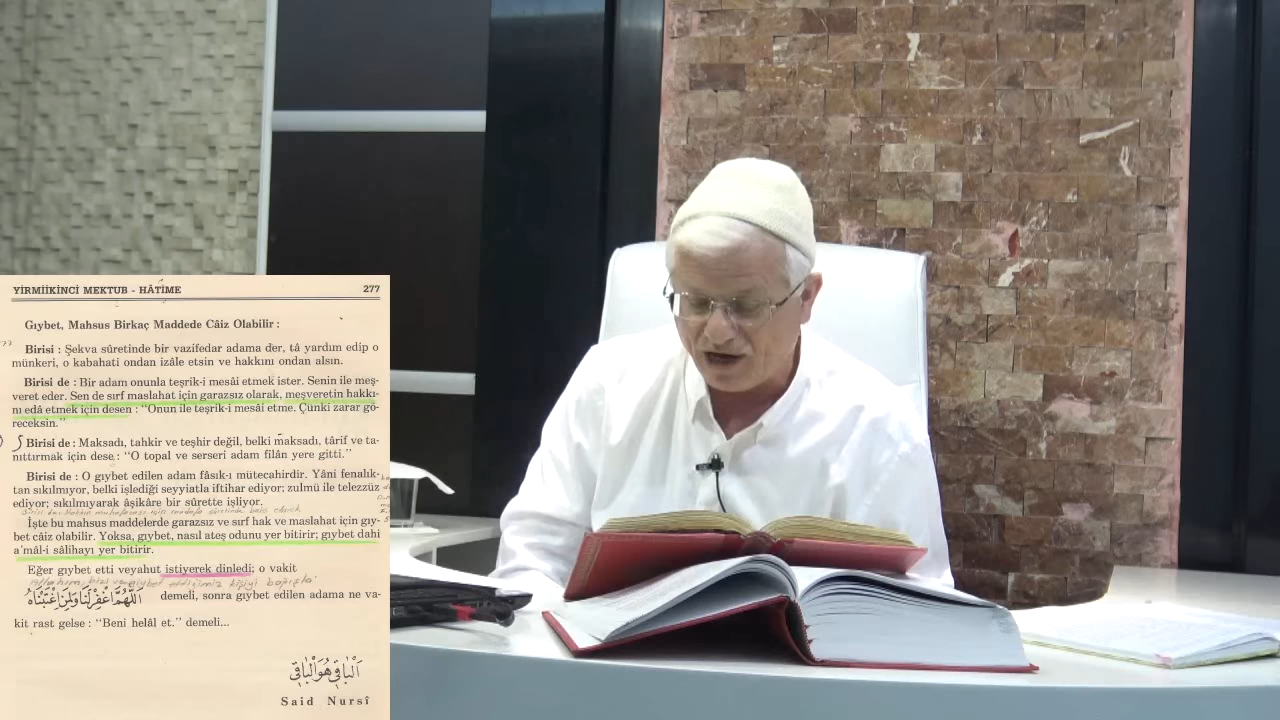 YİRMİİKİNCİ MEKTUB - HÂTİME 277
Gıybet, Mahsus Birkaç Maddede Câiz Olabilir :
Birisi : Şekva sûretinde bir vazîfedar adama der, tâ yardım edip o
münkeri, o kabahati ondan izâle etsin ve hakkını ondan alsın.
Birisi de : Bir adam onunla teşrik-i mesâi etmek ister. Senin ile meş-
veret eder. Sen de sırf maslahat için garazsız olarak, meşveretin hakkı-
nı edâ etmek için desen : "Onun ile teşrik-i mesâi etme. Çünki zarar gö-
receksin."
Birisi de : Maksadı, tahkir ve teşhir değil, belki maksadı, târif ve ta-
nıttırmak için dese : "O topal ve serseri adam filân yere gitti."
Birisi de : O gıybet edilen adam fâsık-ı mütecahirdir. Yâni fenalık-
tan sıkılmıyor, belki işlediği seyyiatla iftihar ediyor; zulmü ile telezzüz
ediyor; sıkılmıyarak âşikâre bir sûrette işliyor.
İşte bu mahsus maddelerde garazsız ve sırf hak ve maslahat için gıy-
bet câiz olabilir. Yoksa, gıybet, nasıl ateş odunu yer bitirir; gıybet dahi
a'mâl-i sâlihayı yer bitirir.
Eğer gıybet etti veyahut istiyerek dinledi; o vakit
اَللّٰهُمَّ اغْفِرْلَنَا وَلِمَنِ اغْتَبْنَاهُ demeli, sonra gıybet edilen adama ne va-
kit rast gelse : "Beni helâl et." demeli...
اَلْبَاقِي هُوَ الْبَاقِي
Said Nursî